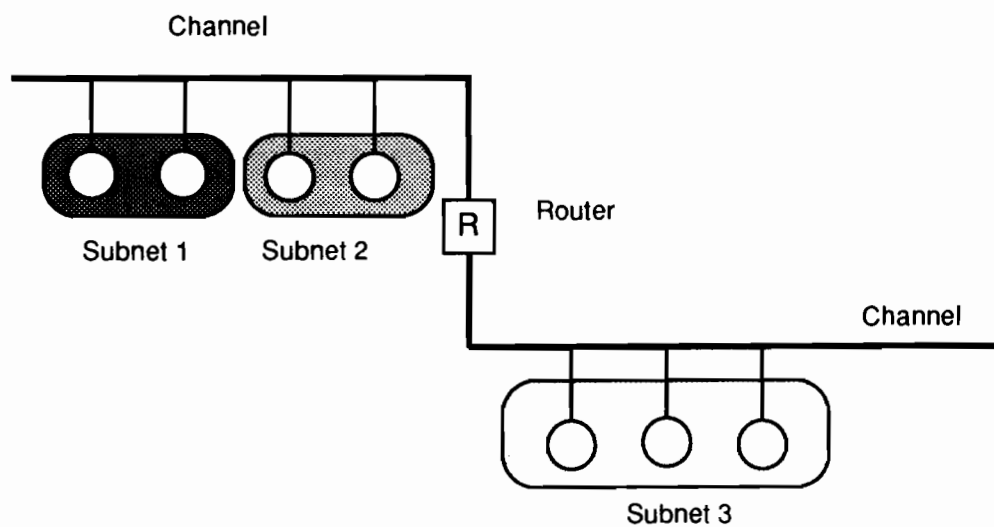 Channel
Subnet 1
Subnet 2
R
Router
Channel
Subnet 3